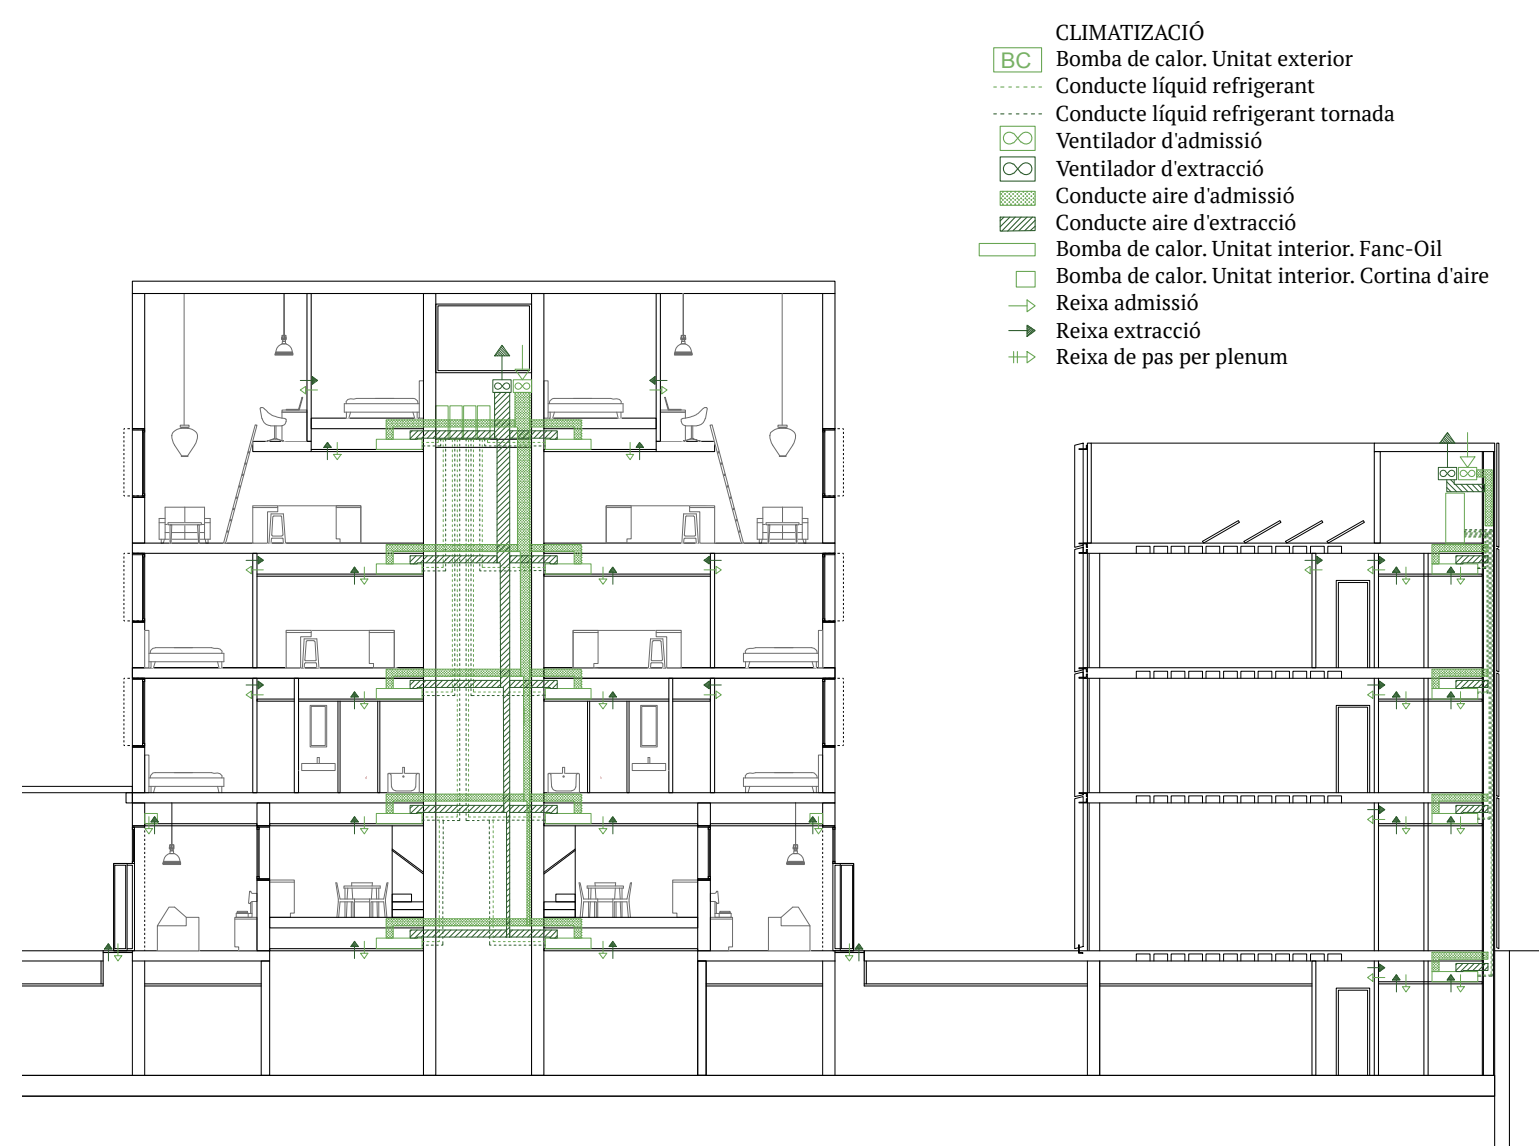 CLIMATIZACIÓ
BC Bomba de calor. Unitat exterior
Conducte líquid refrigerant
Conducte líquid refrigerant tornada
Ventilador d'admissió
Ventilador d'extracció
Conducte aire d'admissió
Conducte aire d'extracció
Bomba de calor. Unitat interior. Fanc-Oil
Bomba de calor. Unitat interior. Cortina d'aire
Reixa admissió
Reixa extracció
Reixa de pas per plenum